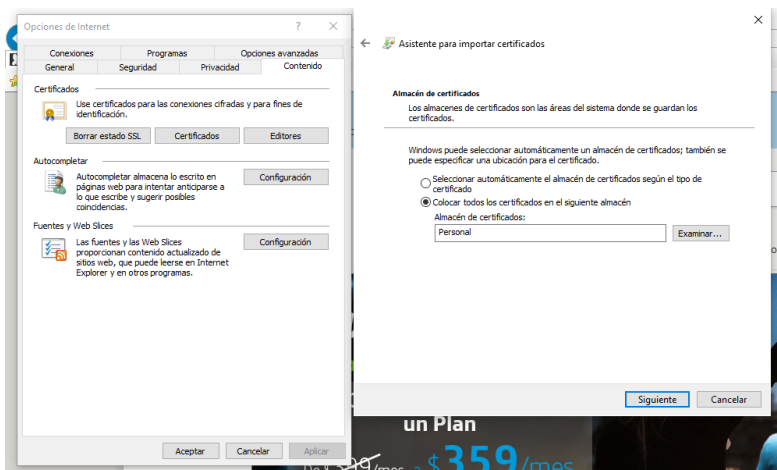 Opciones de Internet
Conexiones Programas Opciones avanzadas
General Seguridad Privacidad Contenido
Certificados
Use certificados para las conexiones cifradas y para fines de
identificación.
Borrar estado SSL Certificados Editores
Autocompletar
Autocompletar almacena lo escrito en
páginas web para intentar anticiparse a
lo que escribe y sugerir posibles
coincidencias.
Configuración
Fuentes y Web Slices
Las fuentes y las Web Slices
proporcionan contenido actualizado de
sitios web, que puede leerse en Internet
Explorer y en otros programas.
Configuración
Aceptar Cancelar Aplicar
Asistente para importar certificados
Almacén de certificados
Los almacenes de certificados son las áreas del sistema donde se guardan los
certificados.
Windows puede seleccionar automáticamente un almacén de certificados; también se
puede especificar una ubicación para el certificado.
Seleccionar automáticamente el almacén de certificados según el tipo de
certificado
Colocar todos los certificados en el siguiente almacén
Almacén de certificados:
Personal Examinar...
Siguiente Cancelar
un Plan
/mes a $359/mes